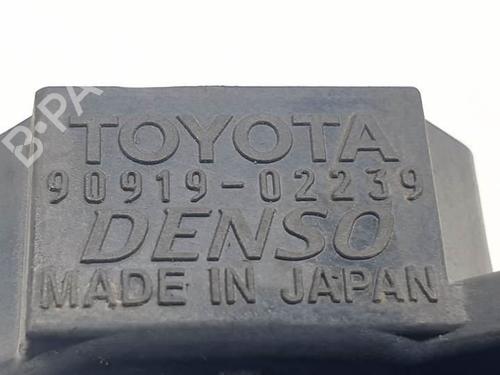 TOYOTA
90919-02239
DENSO
MADE IN JAPAN
B-PA